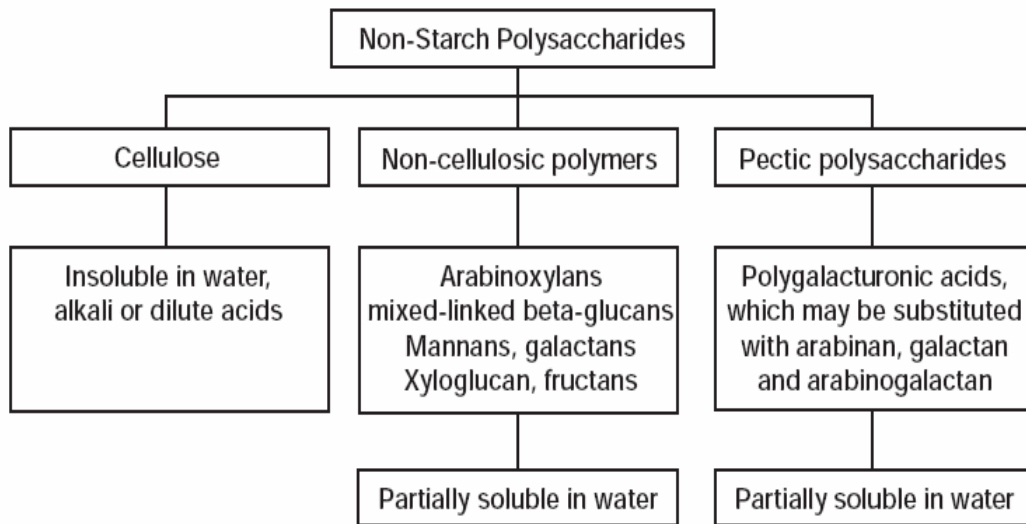 Non-Starch Polysaccharides
Cellulose
Non-cellulosic polymers
Pectic polysaccharides
Insoluble in water,
alkali or dilute acids
Arabinoxylans
mixed-linked beta-glucans
Mannans, galactans
Xyloglucan, fructans
Polygalacturonic acids,
which may be substituted
with arabinan, galactan
and arabinogalactan
Partially soluble in water
Partially soluble in water